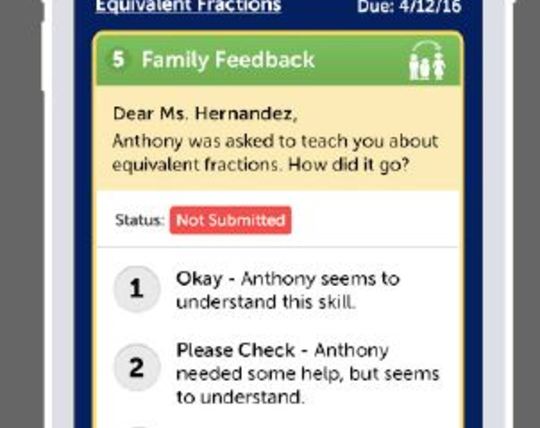 Equivalent Fractions Due: 4/12/16
5 Family Feedback
Dear Ms. Hernandez,
Anthony was asked to teach you about
equivalent fractions. How did it go?
Status: Not Submitted
1 Okay - Anthony seems to
understand this skill.
2 Please Check - Anthony
needed some help, but seems
to understand.